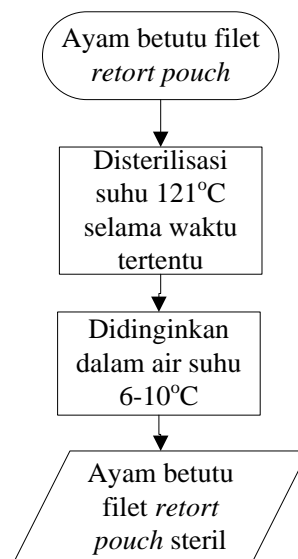 Ayam betutu filet
retort pouch
Disterilisasi
suhu 121°C
selama waktu
tertentu
Didinginkan
dalam air suhu
6-10°C
Ayam betutu
filet retort
pouch steril